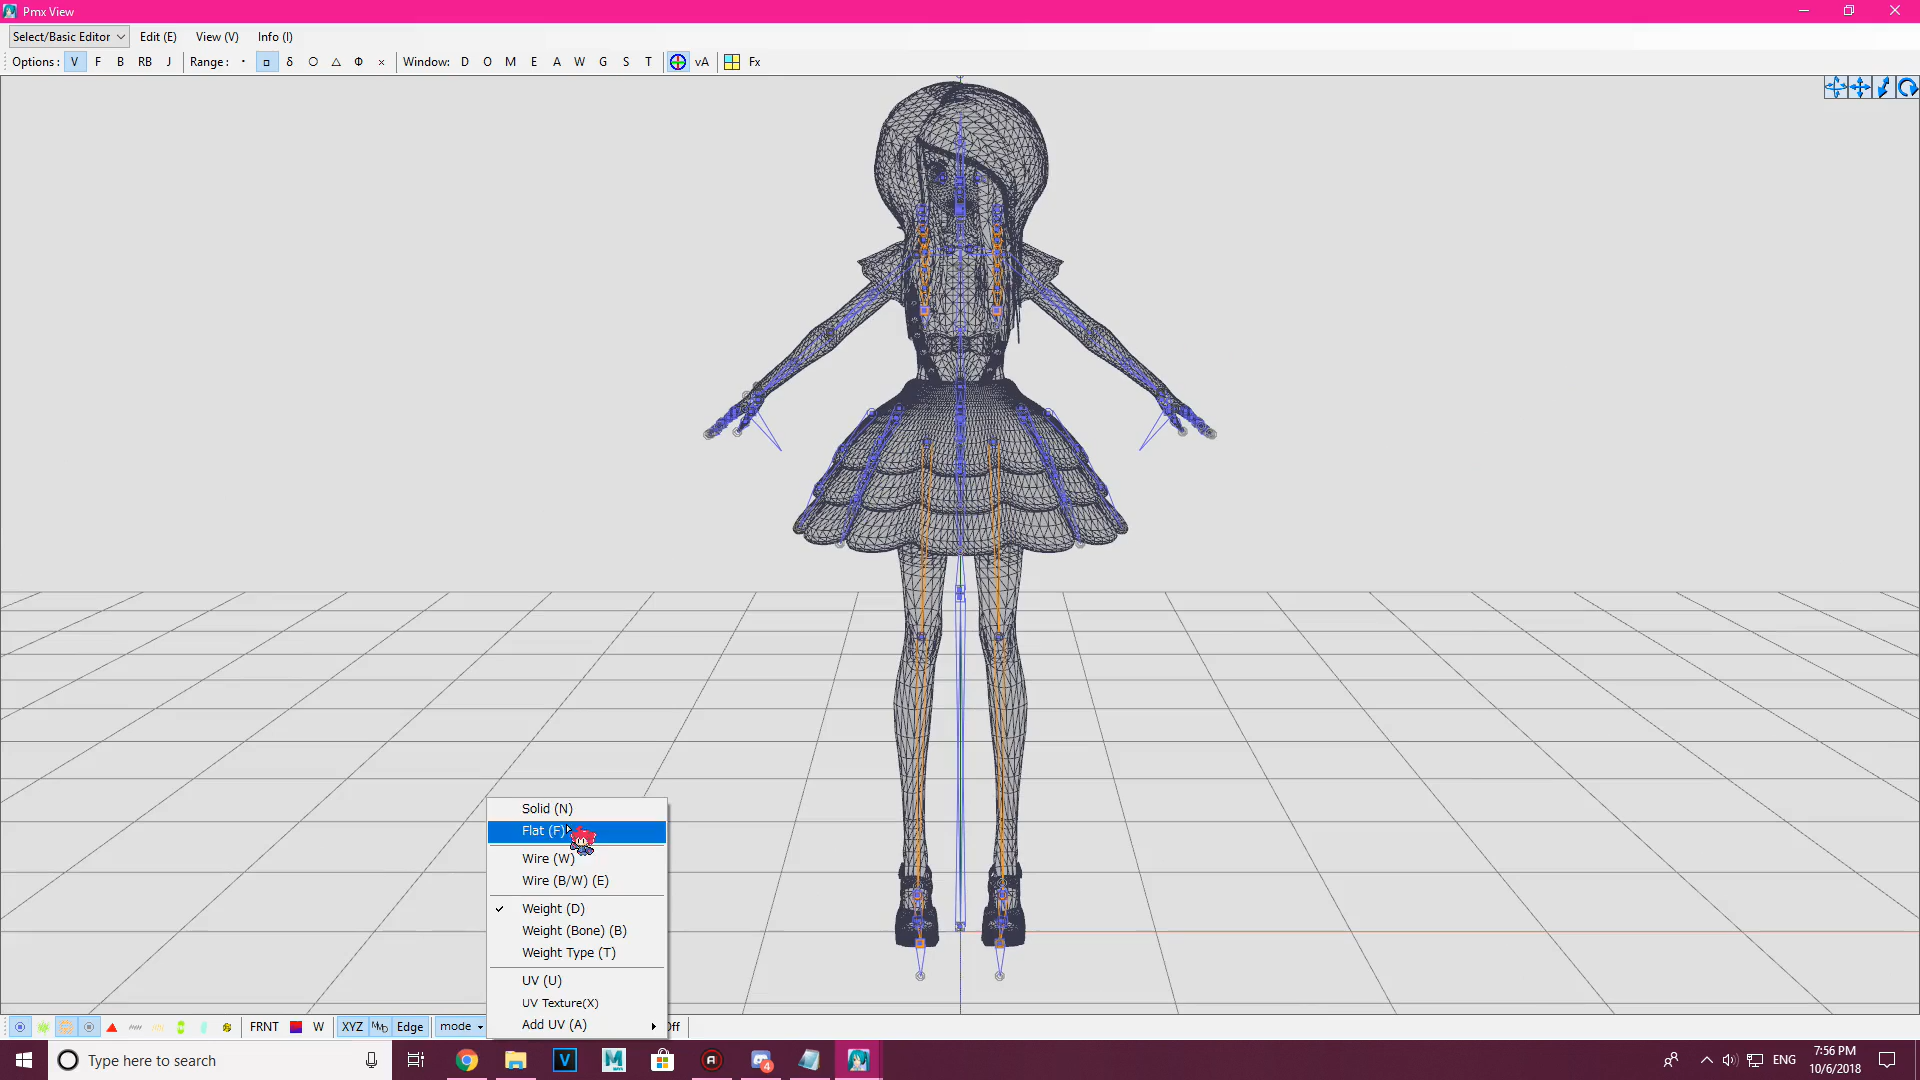 Pmx View
Select/Basic Editor Edit (E) View (V) Info (I)
Options : V F B RB J Range : δ Window: D O M E A W G S T vA Fx
Solid (N)
Flat (F)
Wire (W)
Wire (B/W) (E)
Weight (D)
Weight (Bone) (B)
Weight Type (T)
UV (U)
UV Texture(X)
Add UV (A)
FRNT W XYZ Edge mode
Type here to search
4
ENG
7:56 PM
10/6/2018